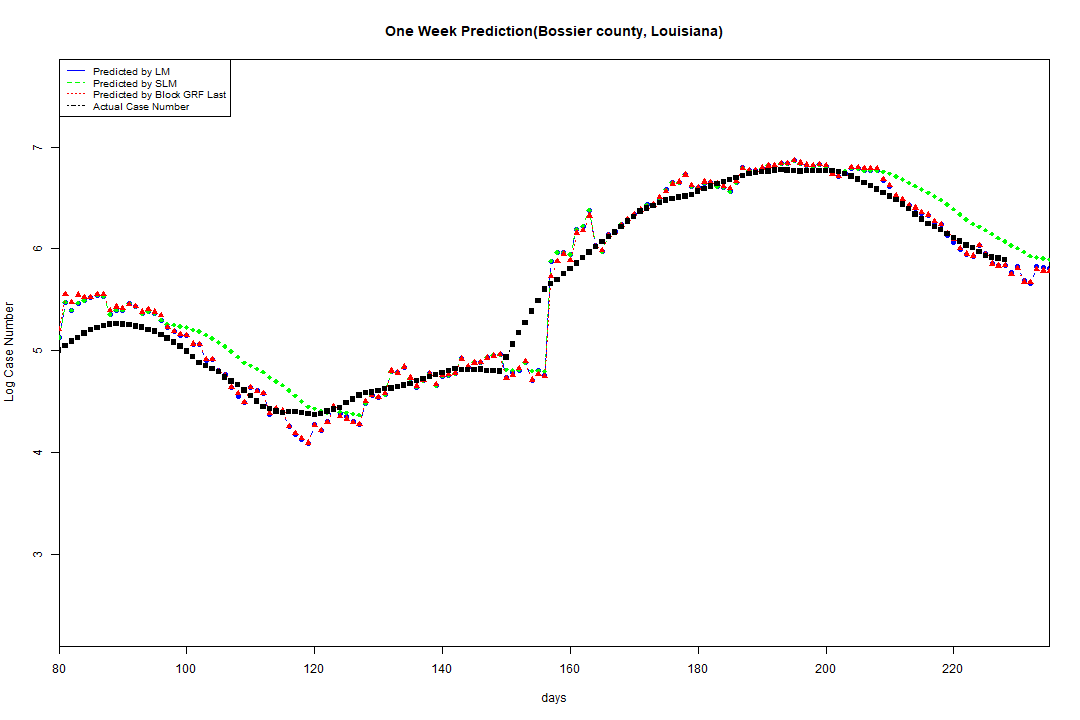 One Week Prediction(Bossier county, Louisiana)
Predicted by LM
Predicted by SLM
Predicted by Block GRF Last
Actual Case Number
7
6
5
4
3
Log Case Number
80 100 120 140 160 180 200 220
days